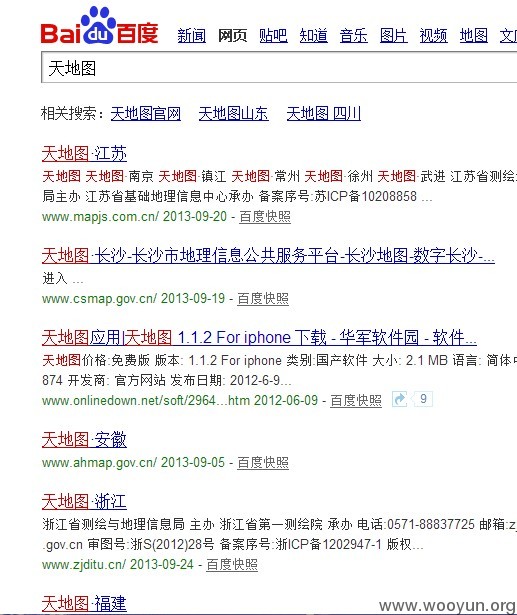 Bai du 百度 新闻 网页 贴吧 知道 音乐 图片 视频 地图 文
天地图
相关搜索: 天地图官网 天地图山东 天地图 四川
天地图·江苏
天地图 天地图·南京 天地图·镇江 天地图·常州 天地图·徐州 天地图·武进 江苏省测绘
局主办 江苏省基础地理信息中心承办 备案序号:苏ICP备10208858 ...
www.mapjs.com.cn/ 2013-09-20 - 百度快照
天地图·长沙-长沙市地理信息公共服务平台-长沙地图-数字长沙-...
进入 ...
www.csmap.gov.cn/ 2013-09-19 - 百度快照
天地图应用|天地图 1.1.2 For iphone 下载 - 华军软件园 - 软件...
天地图价格:免费版 版本: 1.1.2 For iphone 类别:国产软件 大小: 2.1 MB 语言: 简体中
874 开发商: 官方网站 发布日期: 2012-6-9...
www.onlinedown.net/soft/2964...htm 2012-06-09 - 百度快照 9
天地图·安徽
www.ahmap.gov.cn/ 2013-09-05 - 百度快照
天地图·浙江
浙江省测绘与地理信息局 主办 浙江省第一测绘院 承办 电话:0571-88837725 邮箱:zj
.gov.cn 审图号:浙S(2012)28号 备案序号:浙ICP备1202947-1 版权...
www.zjditu.cn/ 2013-09-24 - 百度快照
天地图·福建
www.wooyun.org